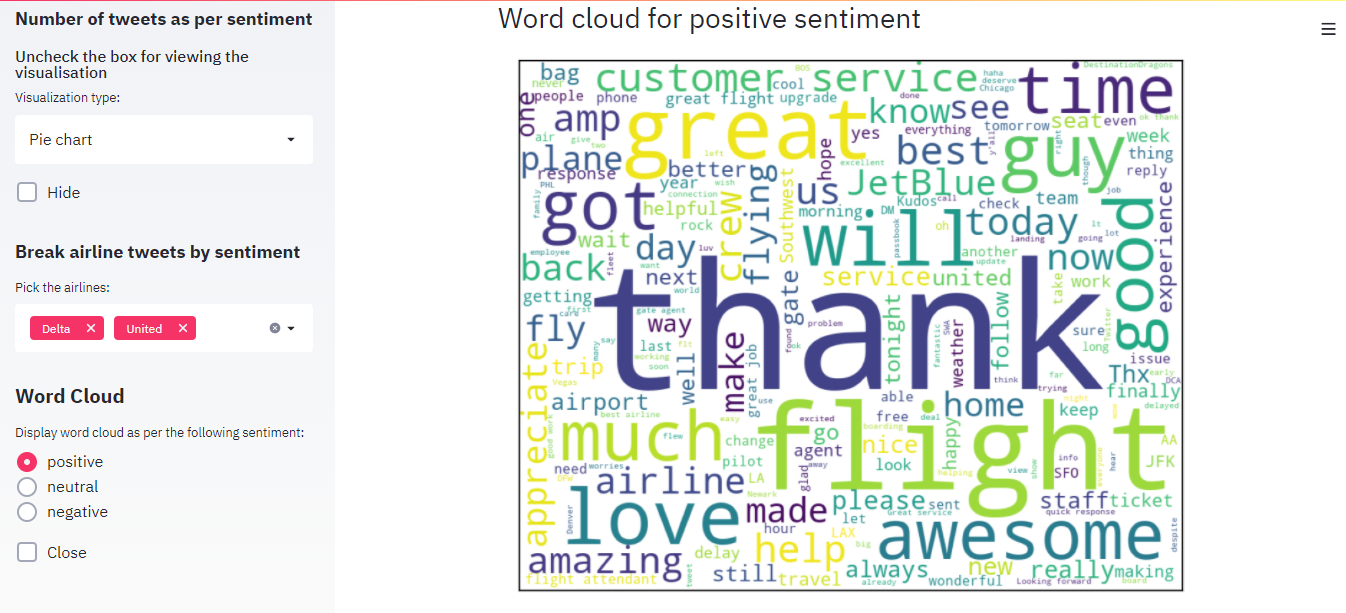 Number of tweets as per sentiment
Uncheck the box for viewing the
visualisation
Visualization type:
Pie chart
Hide
Break airline tweets by sentiment
Pick the airlines:
Delta
United
Word Cloud
Display word cloud as per the following sentiment:
positive
neutral
negative
Close
Word cloud for positive sentiment
bag
never
customer service
BOS
cool
haha
deserve
Chicago
time
DestinationDragons
one
people
phone
great flight
upgrade
done
know
see
amp
great
yes
everything
tomorrow
seat
even
ok thank
air
give
two
plane
response
left
better
hope
excellent
best
y'all
guy
right
though
week
thing
reply
PHL
family
got
year
wish
connection
helpful
rock
crew
flying
Southwest
us
JetBlue
Kudos
call
check
team
job
morning
DM
passbook
will
oh
today
landing
it
going
lot
good
experience
wait
day
luv
employee
fleet
back
want
next
world
gate
service
united
another
update
now
take
work
getting
care
first
thank
gate agent
way
found
problem
ok
tonight
fantastic
SWA
weather
follow
sure
long
Twitter
issue
fly
many
say
last
fit
working
soon
well
make
great job
use
think
trying
far
Thx
early
DCA
finally
appreciate
trip
Vegas
airport
best airline
easy
able
free
deal
home
night
keep
delayed
good work
much
flew
change
excited
go
boarding
nice
happy
flight
AA
JFK
pilot
agent
look
away
helping
view
show
info
SFO
everyone
hear
need
worries
DFW
airline
LA
glad
Newark
love
Denver
made
hour
please
sent
Great service
let
staff
ticket
quick response
despite
amazing
delay
help
LAX
big
awesome
flight attendant
tweet
still
travel
always
already
wonderful
new
Looking forward
really
making
board